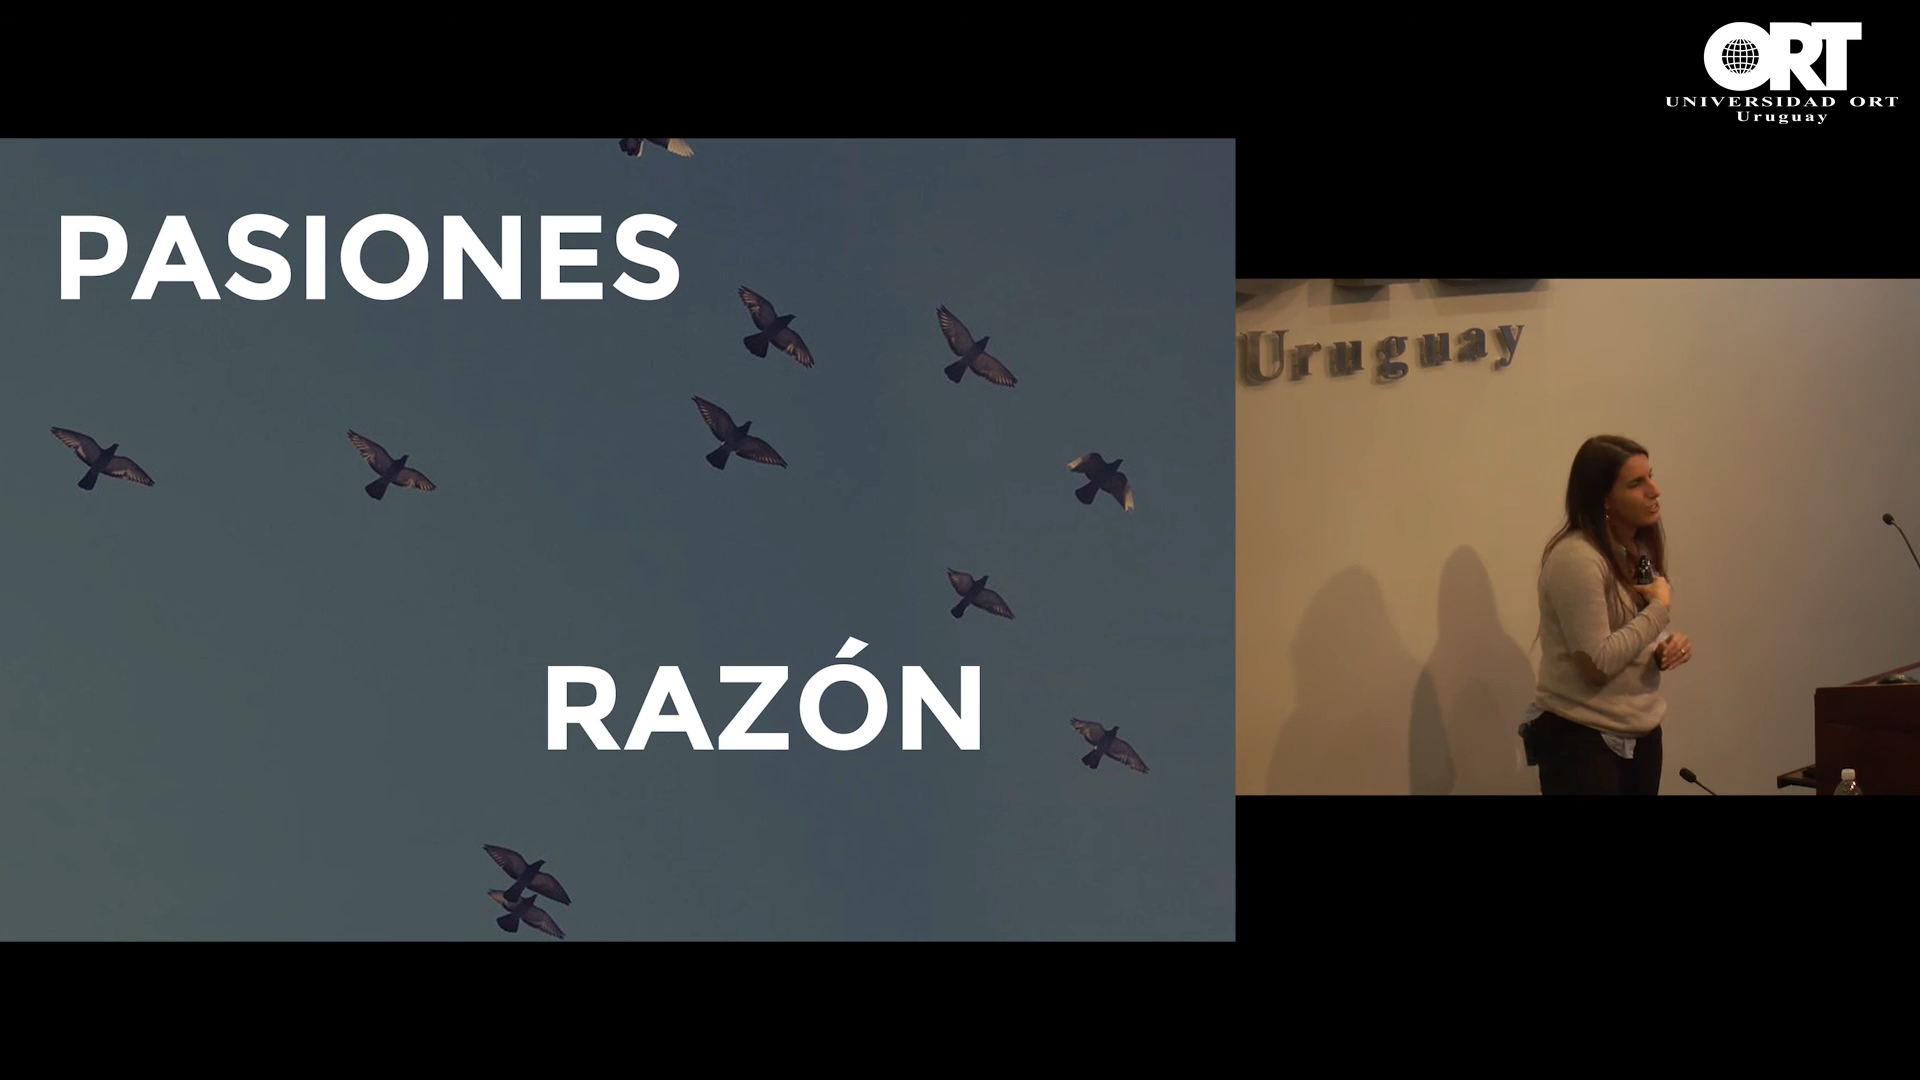 ORT
UNIVERSIDAD ORT
Uruguay
PASIONES
RAZÓN
Uruguay